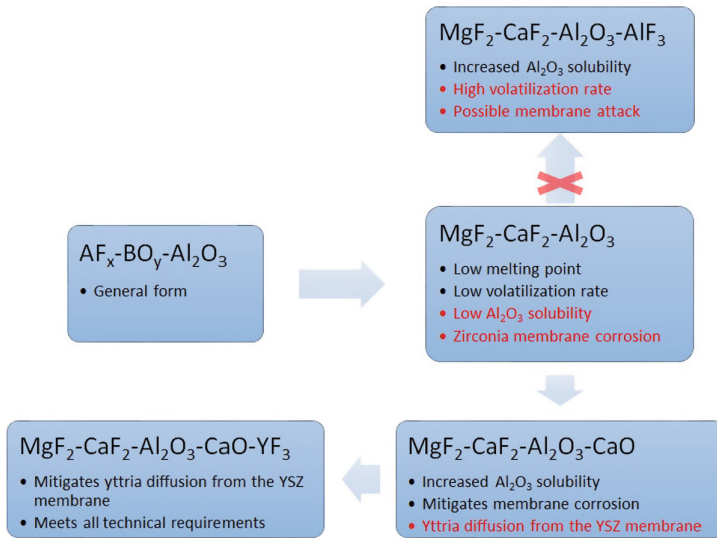 MgF₂-CaF₂-Al₂O₃-AlF₃
• Increased Al₂O₃ solubility
• High volatilization rate
• Possible membrane attack
AFₓ-BOᵧ-Al₂O₃
• General form
MgF₂-CaF₂-Al₂O₃
• Low melting point
• Low volatilization rate
• Low Al₂O₃ solubility
• Zirconia membrane corrosion
MgF₂-CaF₂-Al₂O₃-CaO
• Increased Al₂O₃ solubility
• Mitigates membrane corrosion
• Yttria diffusion from the YSZ membrane
MgF₂-CaF₂-Al₂O₃-CaO-YF₃
• Mitigates yttria diffusion from the YSZ
membrane
• Meets all technical requirements